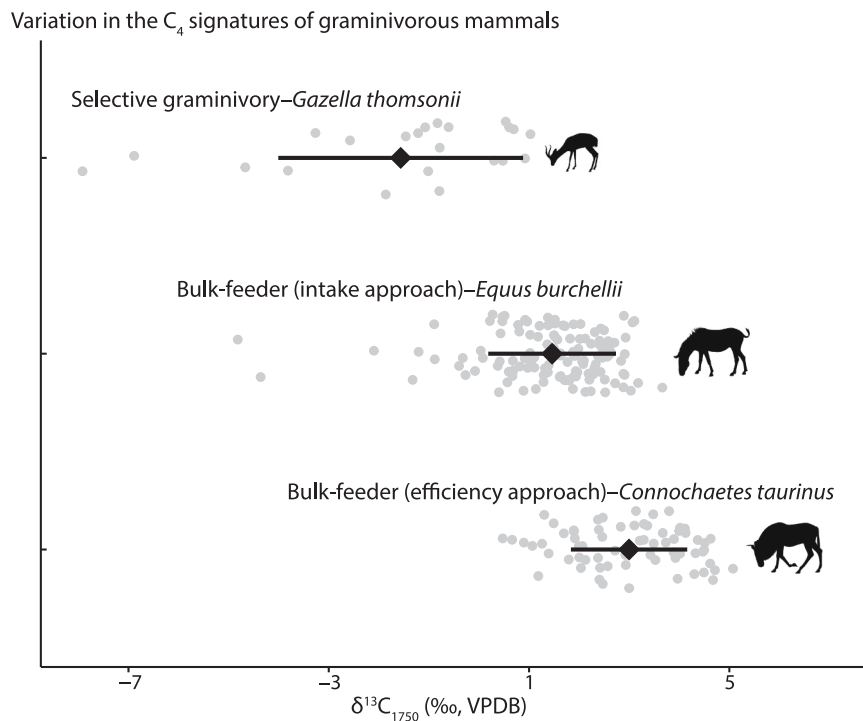 Variation in the C₄ signatures of graminivorous mammals
Selective graminivory–Gazella thomsonii
Bulk-feeder (intake approach)–Equus burchellii
Bulk-feeder (efficiency approach)–Connochaetes taurinus
−7 −3 1 5
δ¹³C₁₇₅₀ (‰, VPDB)